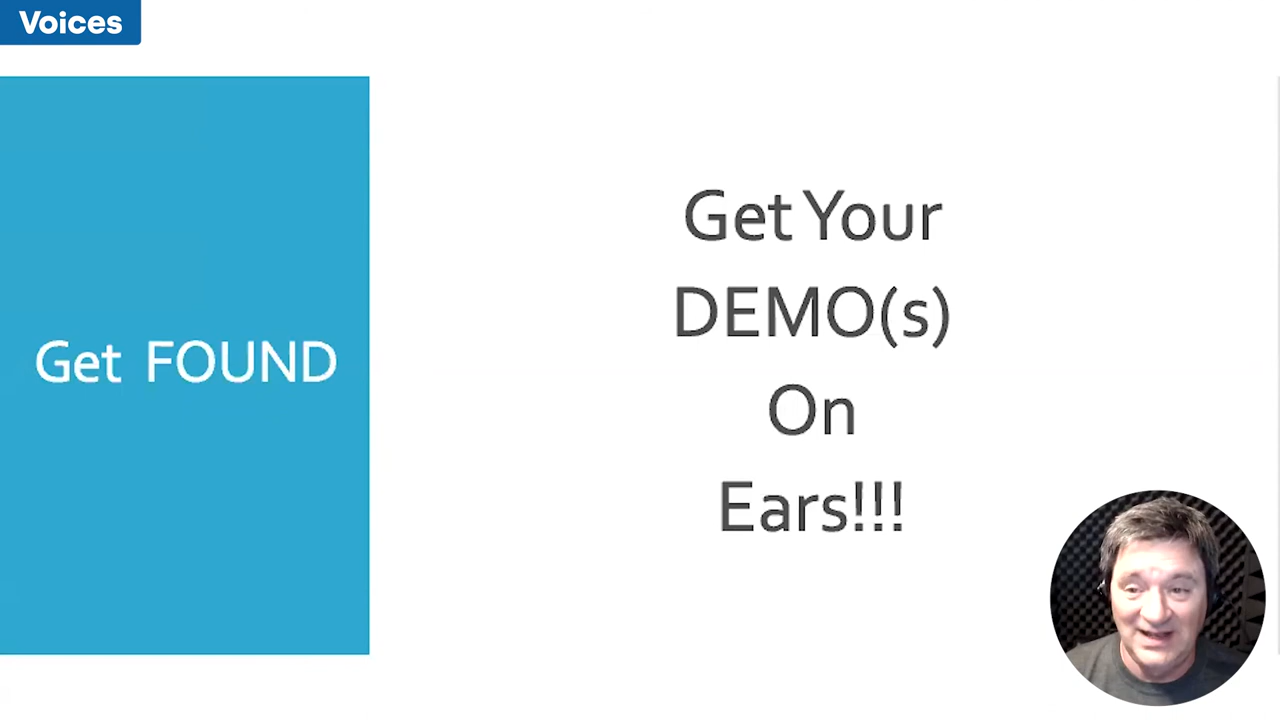 Voices
Get FOUND
Get Your
DEMO(s)
On
Ears!!!